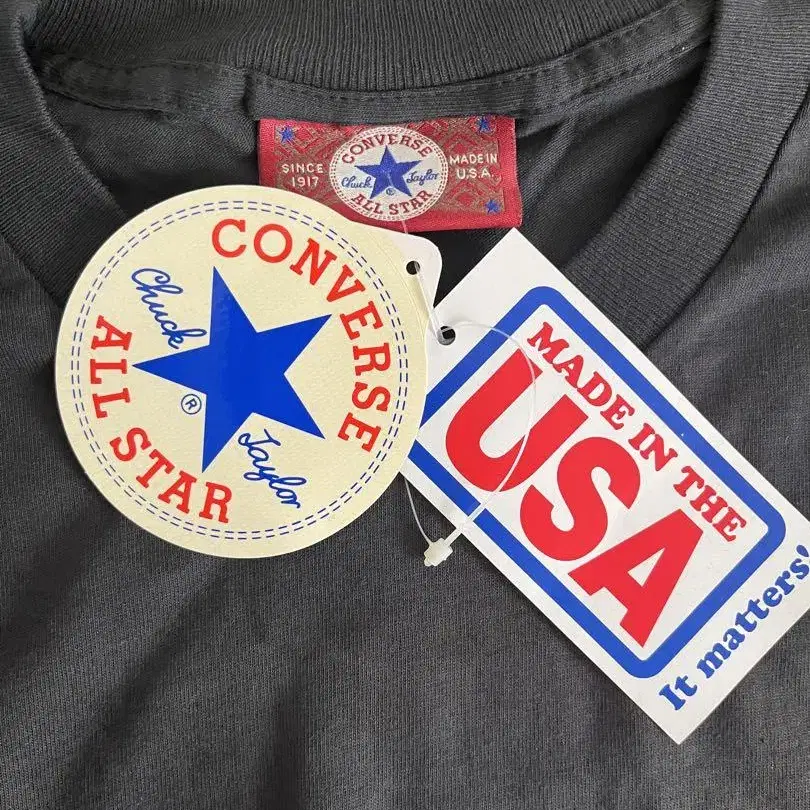 SINCE
1917
CONVERSE
Chuck Taylor
®
ALL STAR
MADE IN
U.S.A.
CONVERSE
Chuck
®
Taylor
ALL STAR
MADE IN THE
USA
It matters'